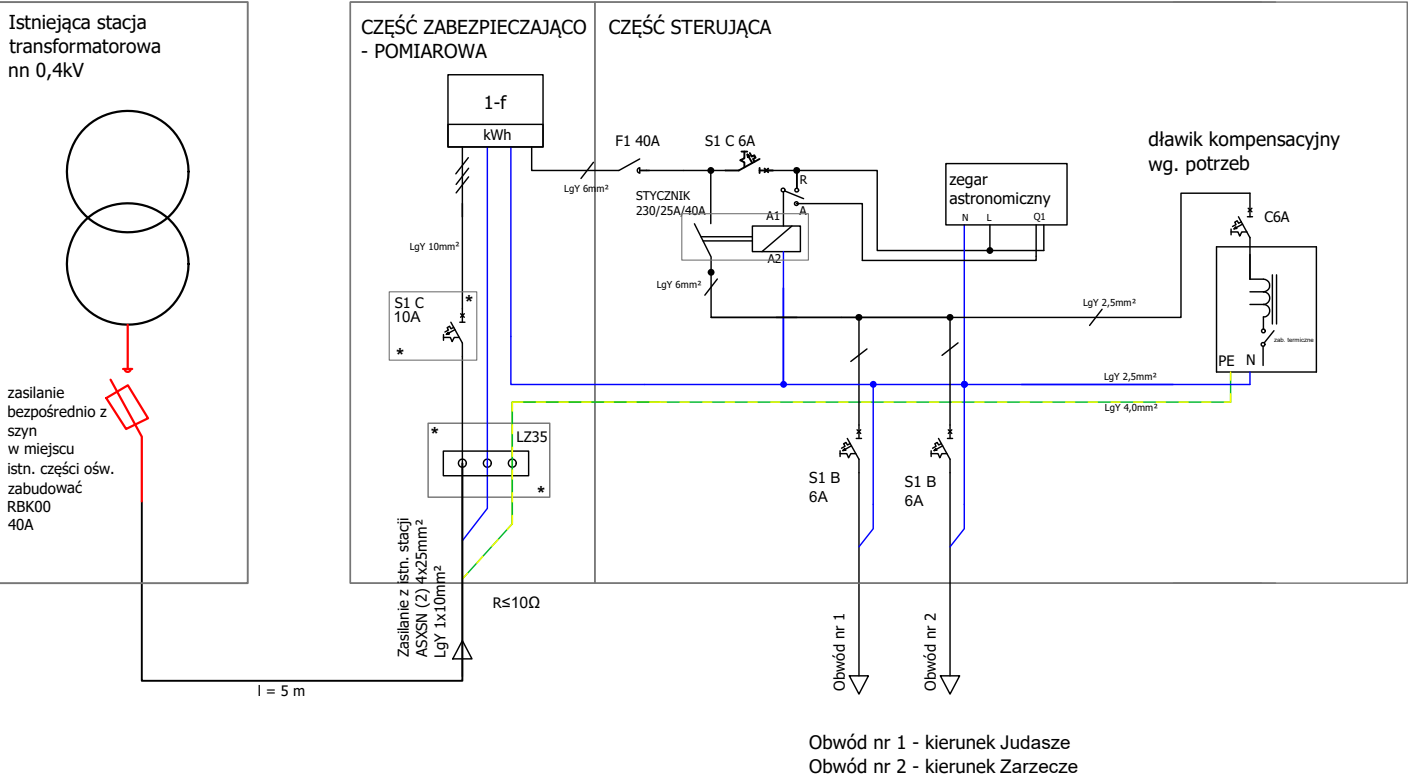 Istniejąca stacja
transformatorowa
nn 0,4kV
zasilanie
bezpośrednio z
szyn
w miejscu
istn. części ośw.
zabudować
RBK00
40A
l = 5 m
CZĘŚĆ ZABEZPIECZAJĄCO
- POMIAROWA
1-f
kWh
LgY 10mm²
S1 C
10A
*
*
*
LZ35
*
Zasilanie z istn. stacji
ASXSN (2) 4x25mm²
LgY 1x10mm²
R≤10Ω
CZĘŚĆ STERUJĄCA
F1 40A
S1 C 6A
LgY 6mm²
STYCZNIK
230/25A/40A
R
A
A1
A2
LgY 6mm²
zegar
astronomiczny
N L Q1
dławik kompensacyjny
wg. potrzeb
C6A
LgY 2,5mm²
zab. termiczne
PE N
LgY 2,5mm²
LgY 4,0mm²
S1 B
6A
S1 B
6A
Obwód nr 1
Obwód nr 2
Obwód nr 1 - kierunek Judasze
Obwód nr 2 - kierunek Zarzecze